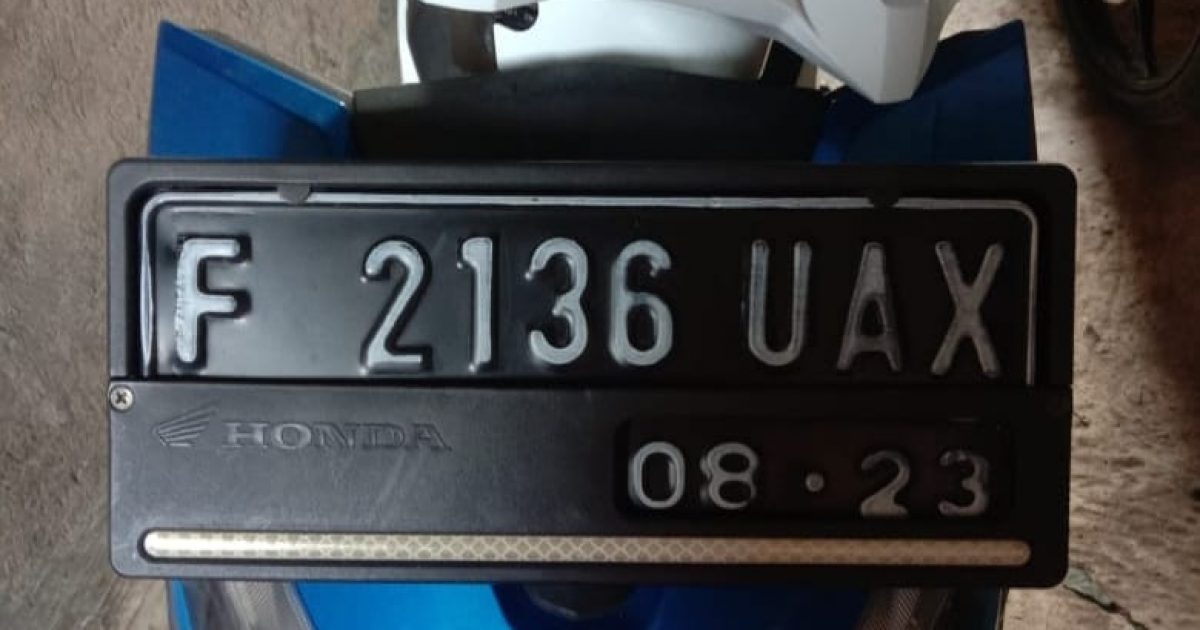 F 2136 UAX
HONDA 08 · 23